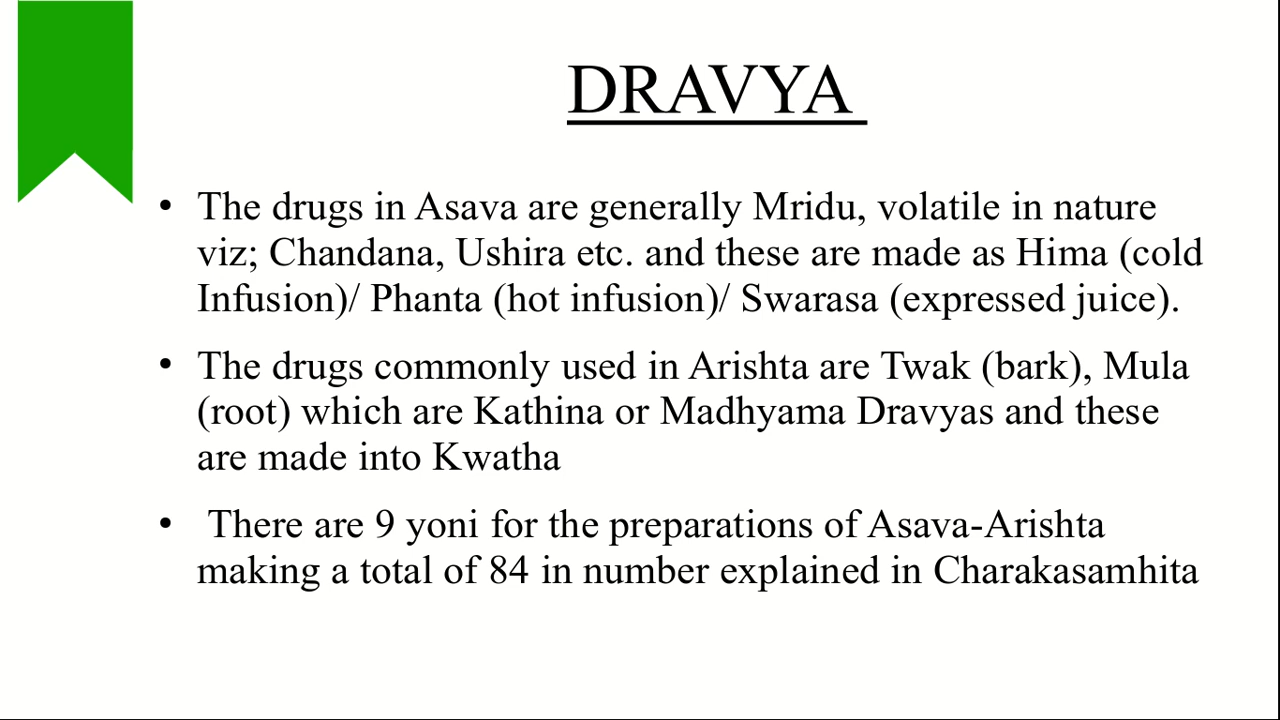 DRAVYA
• The drugs in Asava are generally Mridu, volatile in nature
viz; Chandana, Ushira etc. and these are made as Hima (cold
Infusion)/ Phanta (hot infusion)/ Swarasa (expressed juice).
• The drugs commonly used in Arishta are Twak (bark), Mula
(root) which are Kathina or Madhyama Dravyas and these
are made into Kwatha
• There are 9 yoni for the preparations of Asava-Arishta
making a total of 84 in number explained in Charakasamhita